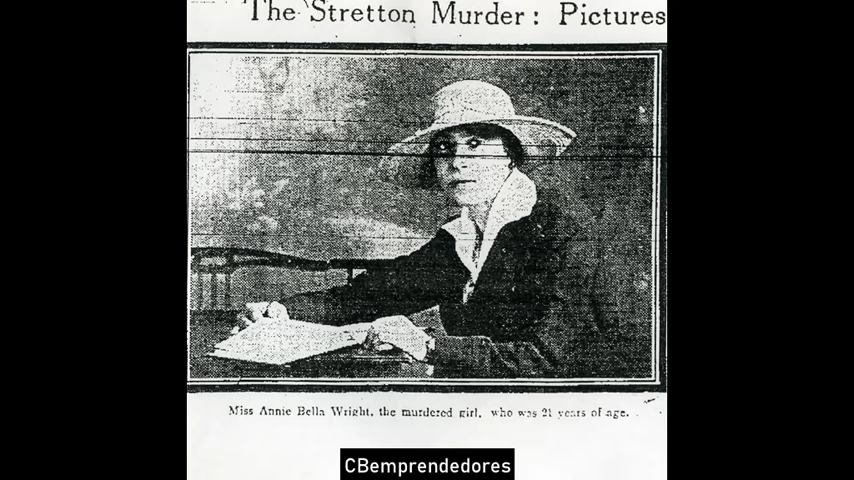 The Stretton Murder: Pictures
Miss Annie Bella Wright, the murdered girl, who was 21 years of age.
CBemprendedores